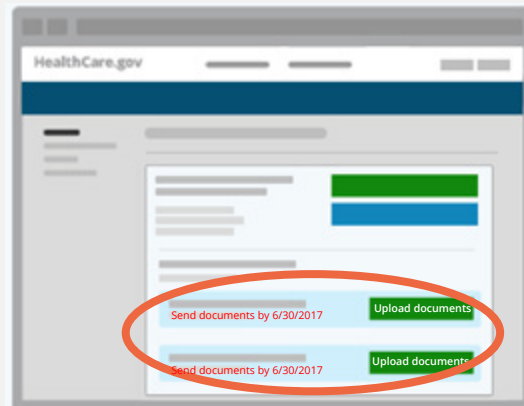 HealthCare.gov
Send documents by 6/30/2017
Upload documents
Send documents by 6/30/2017
Upload documents